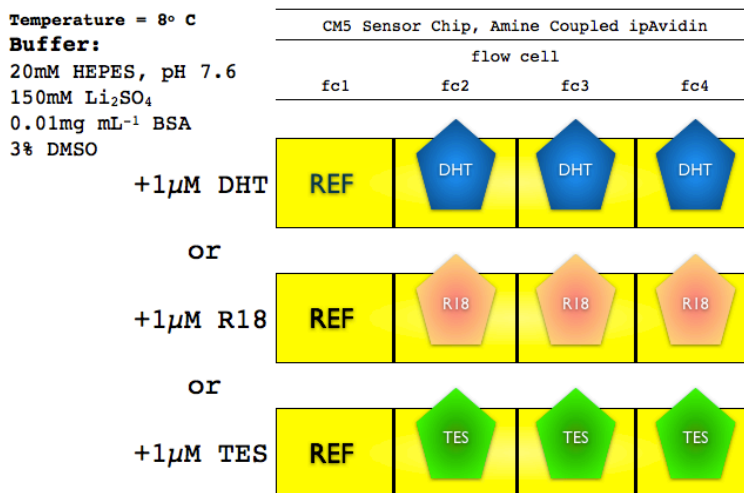 Temperature = 8º C
Buffer:
20mM HEPES, pH 7.6
150mM Li₂SO₄
0.01mg mL⁻¹ BSA
3% DMSO
CM5 Sensor Chip, Amine Coupled ipAvidin
flow cell
fc1 fc2 fc3 fc4
+1µM DHT REF DHT DHT DHT
or
+1µM R18 REF R18 R18 R18
or
+1µM TES REF TES TES TES